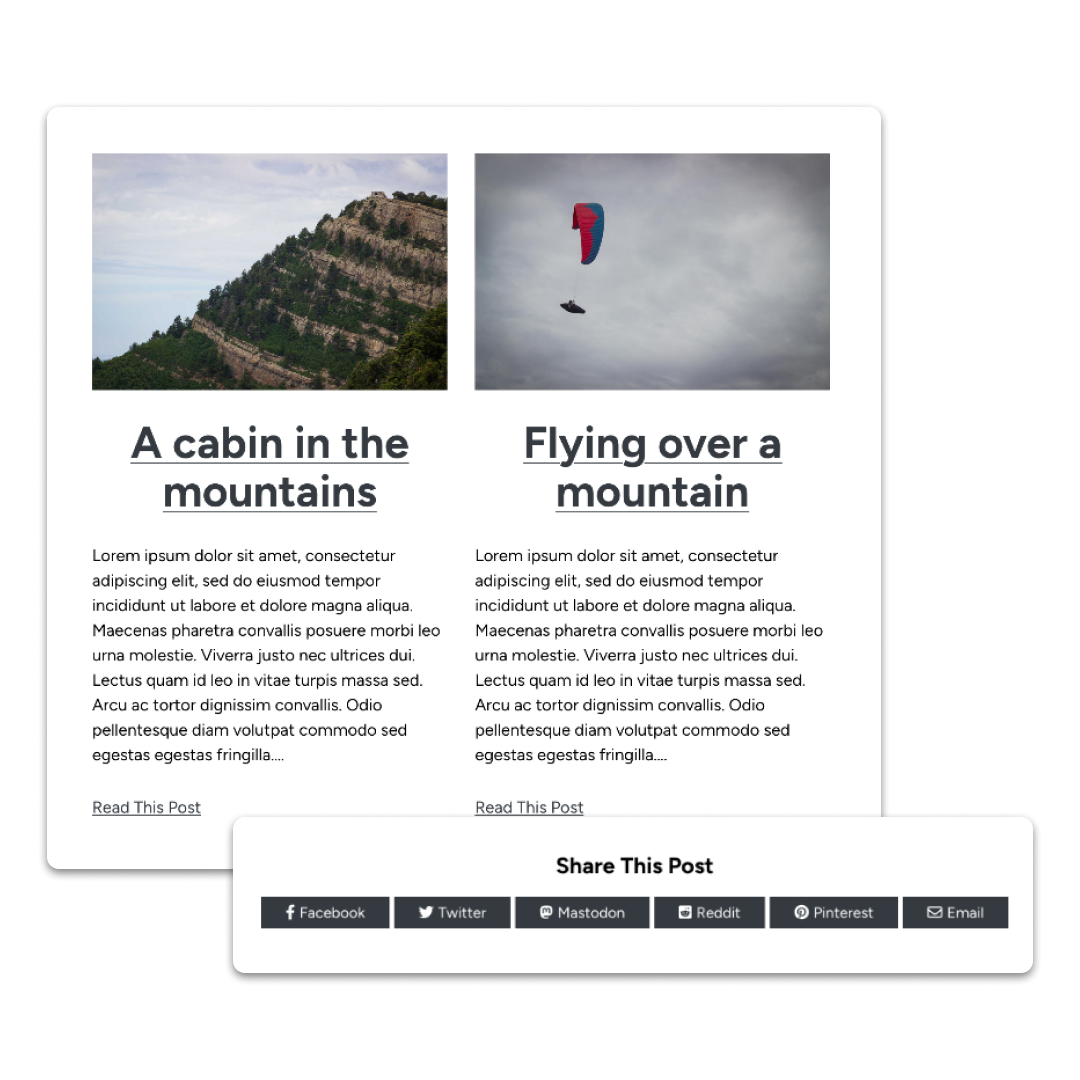 A cabin in the
mountains
Lorem ipsum dolor sit amet, consectetur
adipiscing elit, sed do eiusmod tempor
incididunt ut labore et dolore magna aliqua.
Maecenas pharetra convallis posuere morbi leo
urna molestie. Viverra justo nec ultrices dui.
Lectus quam id leo in vitae turpis massa sed.
Arcu ac tortor dignissim convallis. Odio
pellentesque diam volutpat commodo sed
egestas egestas fringilla....
Read This Post
Flying over a
mountain
Lorem ipsum dolor sit amet, consectetur
adipiscing elit, sed do eiusmod tempor
incididunt ut labore et dolore magna aliqua.
Maecenas pharetra convallis posuere morbi leo
urna molestie. Viverra justo nec ultrices dui.
Lectus quam id leo in vitae turpis massa sed.
Arcu ac tortor dignissim convallis. Odio
pellentesque diam volutpat commodo sed
egestas egestas fringilla....
Read This Post
Share This Post
Facebook Twitter Mastodon Reddit Pinterest Email